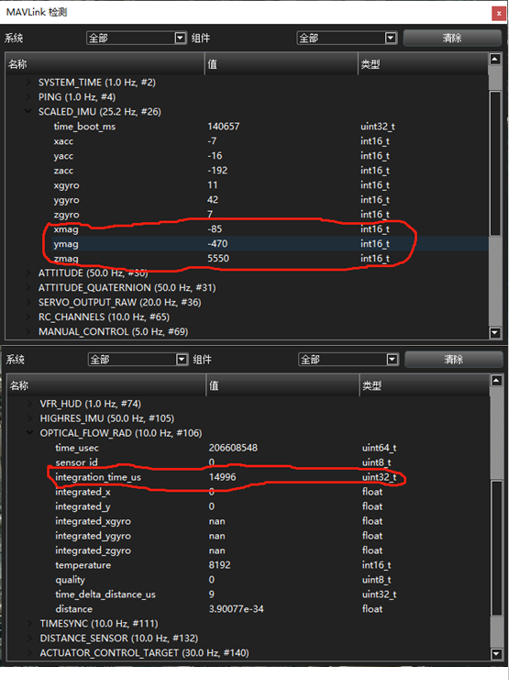 MAVLink 检测
x
系统 全部 组件 全部 清除
名称 值 类型
SYSTEM_TIME (1.0 Hz, #2)
PING (1.0 Hz, #4)
SCALED_IMU (25.2 Hz, #26)
time_boot_ms 140657 uint32_t
xacc -7 int16_t
yacc -16 int16_t
zacc -192 int16_t
xgyro 11 int16_t
ygyro 42 int16_t
zgyro 7 int16_t
xmag -85 int16_t
ymag -470 int16_t
zmag 5550 int16_t
ATTITUDE (50.0 Hz, #30)
ATTITUDE_QUATERNION (50.0 Hz, #31)
SERVO_OUTPUT_RAW (20.0 Hz, #36)
RC_CHANNELS (10.0 Hz, #65)
MANUAL_CONTROL (5.0 Hz, #69)
系统 全部 组件 全部 清除
名称 值 类型
VFR_HUD (1.0 Hz, #74)
HIGHRES_IMU (50.0 Hz, #105)
OPTICAL_FLOW_RAD (10.0 Hz, #106)
time_usec 206608548 uint64_t
sensor_id 0 uint8_t
integration_time_us 14996 uint32_t
integrated_x 0 float
integrated_y 0 float
integrated_xgyro nan float
integrated_ygyro nan float
integrated_zgyro nan float
temperature 8192 int16_t
quality 0 uint8_t
time_delta_distance_us 9 uint32_t
distance 3.90077e-34 float
TIMESYNC (10.0 Hz, #111)
DISTANCE_SENSOR (10.0 Hz, #132)
ACTUATOR_CONTROL_TARGET (30.0 Hz, #140)